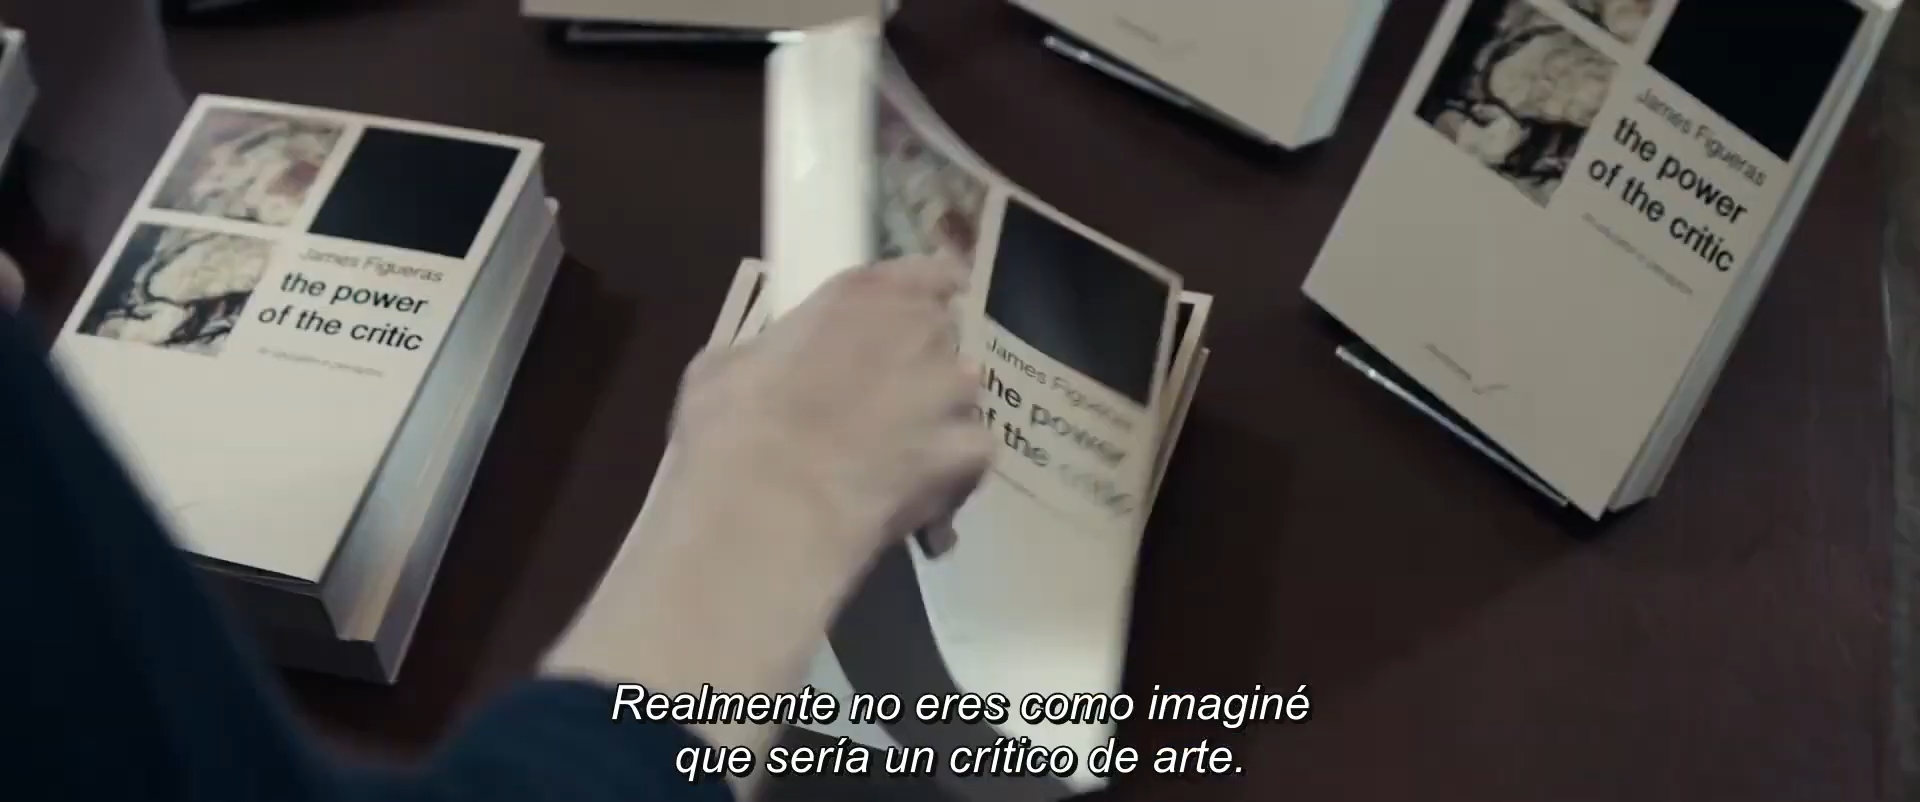 James Figueras
the power
of the critic
James Figueras
the power
of the critic
James Figueras
the power
of the critic
Realmente no eres como imaginé
que sería un crítico de arte.